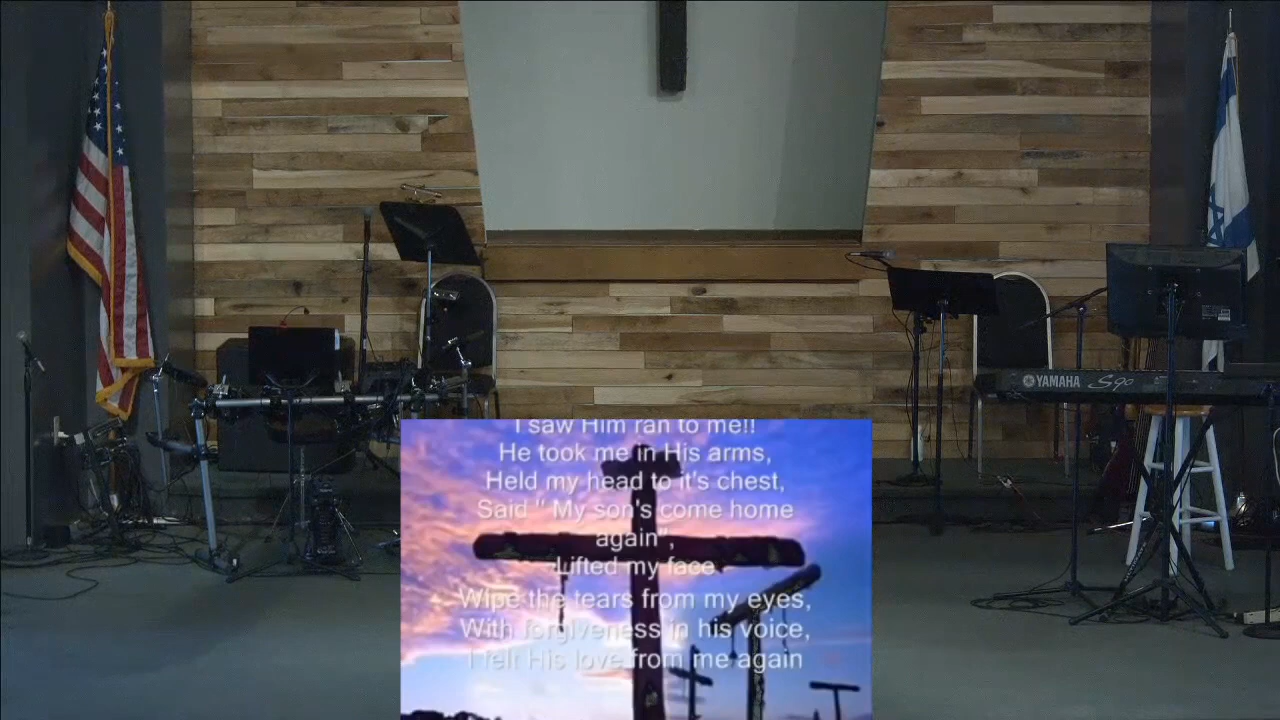 I saw Him ran to me!!
He took me in His arms,
Held my head to it's chest,
Said " My son's come home
again",
Lifted my face
Wipe the tears from my eyes,
With forgiveness in his voice,
I felt His love from me again
YAMAHA S90